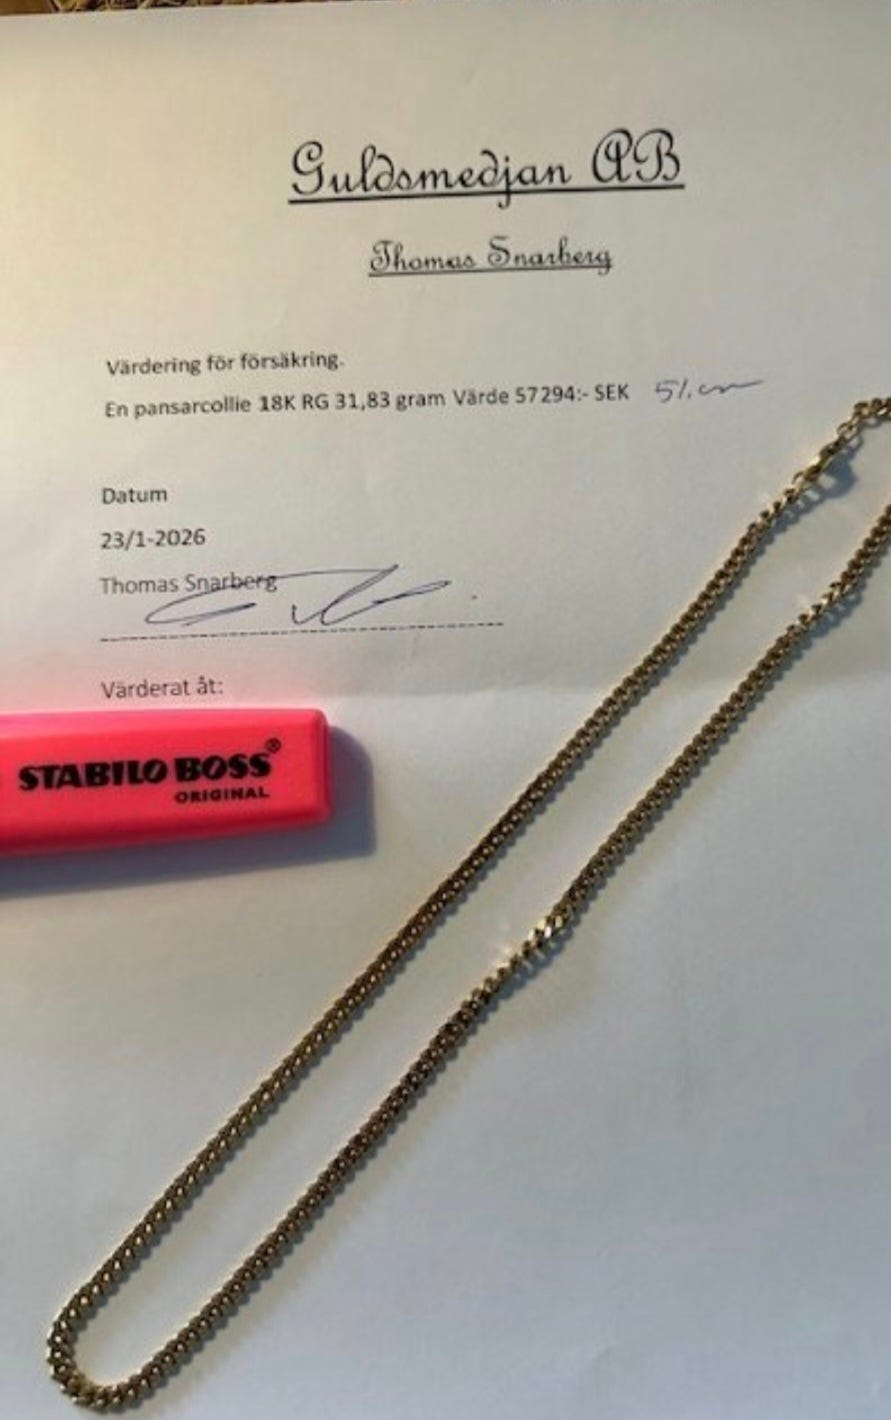 Guldsmedjan AB
Thomas Snarberg
Värdering för försäkring.
En pansarcollie 18K RG 31,83 gram Värde 57294:- SEK 51. cm
Datum
23/1-2026
Thomas Snarberg
Värderat åt:
STABILO BOSS®
ORIGINAL